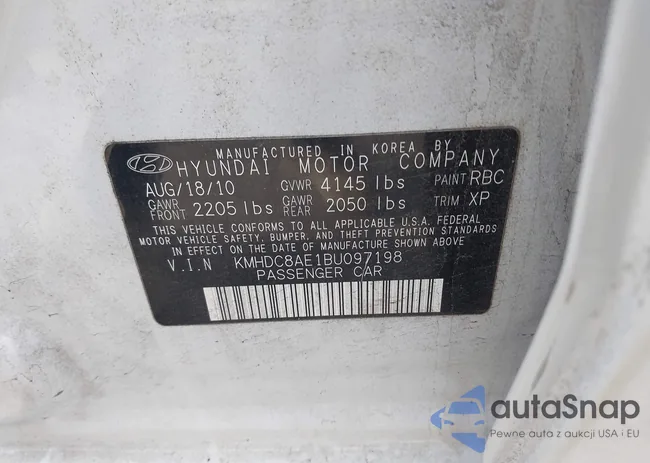 MANUFACTURED IN KOREA BY
HYUNDAI MOTOR COMPANY
AUG/18/10 GVWR 4145 lbs PAINT RBC
GAWR FRONT 2205 lbs GAWR REAR 2050 lbs TRIM XP
THIS VEHICLE CONFORMS TO ALL APPLICABLE U.S.A. FEDERAL
MOTOR VEHICLE SAFETY, BUMPER, AND THEFT PREVENTION STANDARDS
IN EFFECT ON THE DATE OF MANUFACTURE SHOWN ABOVE.
V.I.N KMHDC8AE1BU097198
PASSENGER CAR
autaSnap
Pewne auta z aukcji USA i EU